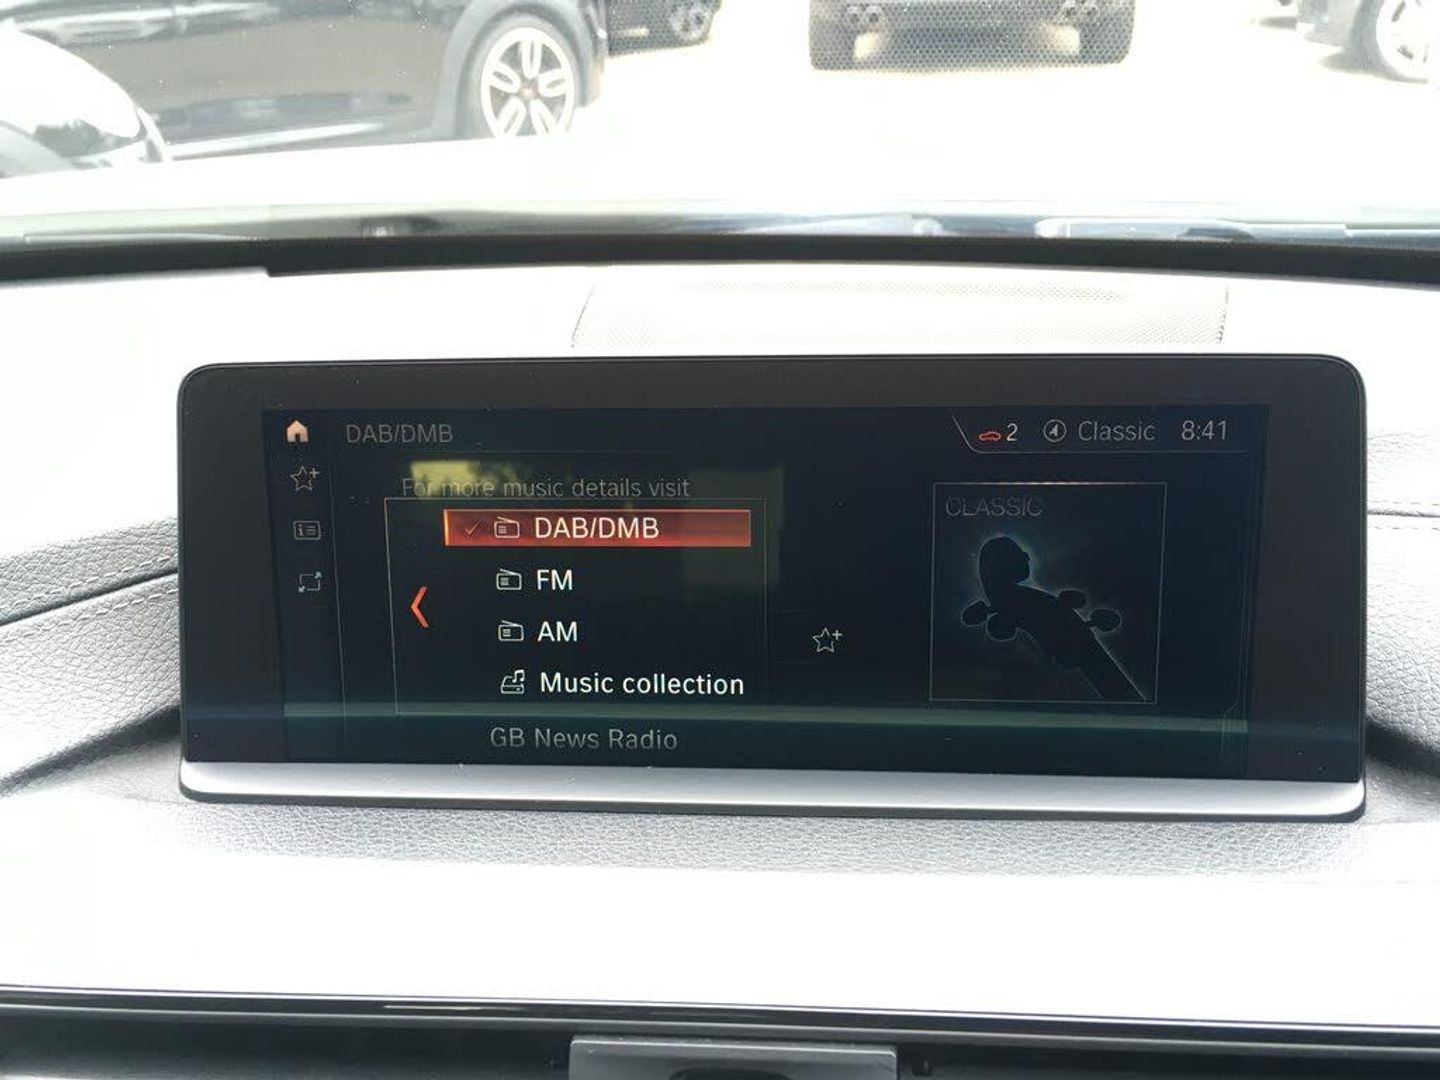 DAB/DMB
2 Classic 8:41
For more music details visit
CLASSIC
DAB/DMB
FM
AM
Music collection
GB News Radio